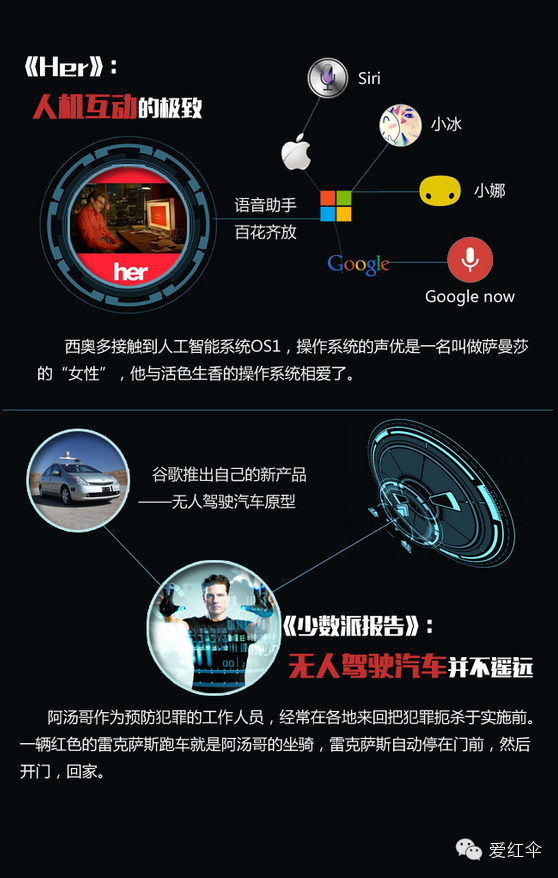 《Her》：
人机互动的极致
Siri
小冰
语音助手
百花齐放
小娜
Google
Google now
her
西奥多接触到人工智能系统OS1，操作系统的声优是一名叫做萨曼莎
的“女性”，他与活色生香的操作系统相爱了。
谷歌推出自己的新产品
——无人驾驶汽车原型
《少数派报告》：
无人驾驶汽车并不遥远
阿汤哥作为预防犯罪的工作人员，经常在各地来回把犯罪扼杀于实施前。
一辆红色的雷克萨斯跑车就是阿汤哥的坐骑，雷克萨斯自动停在门前，然后
开门，回家。
爱红伞